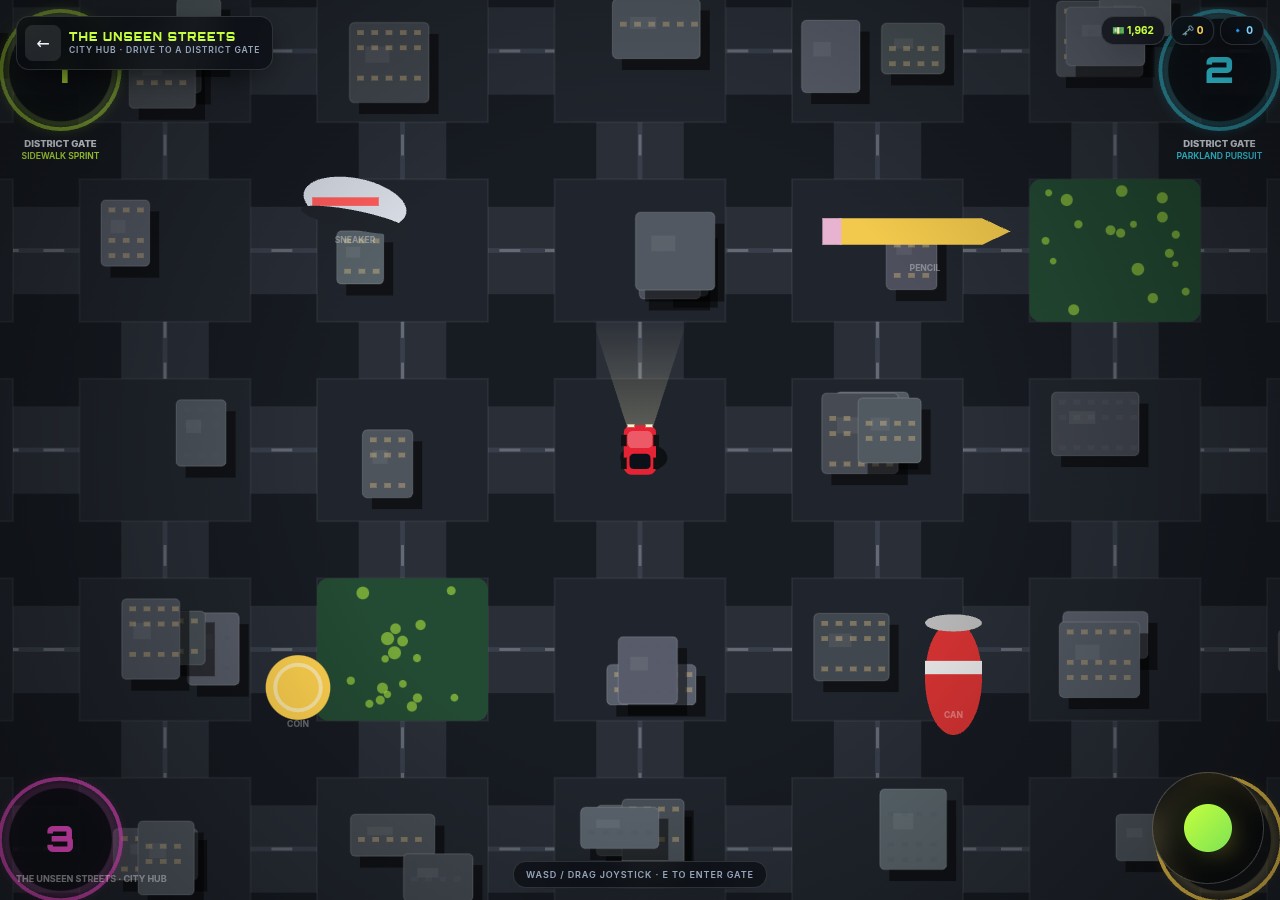 ←
THE UNSEEN STREETS
CITY HUB · DRIVE TO A DISTRICT GATE
1,962
0
0
1
DISTRICT GATE
SIDEWALK SPRINT
2
DISTRICT GATE
PARKLAND PURSUIT
SNEAKER
PENCIL
COIN
CAN
3
THE UNSEEN STREETS · CITY HUB
WASD / DRAG JOYSTICK · E TO ENTER GATE